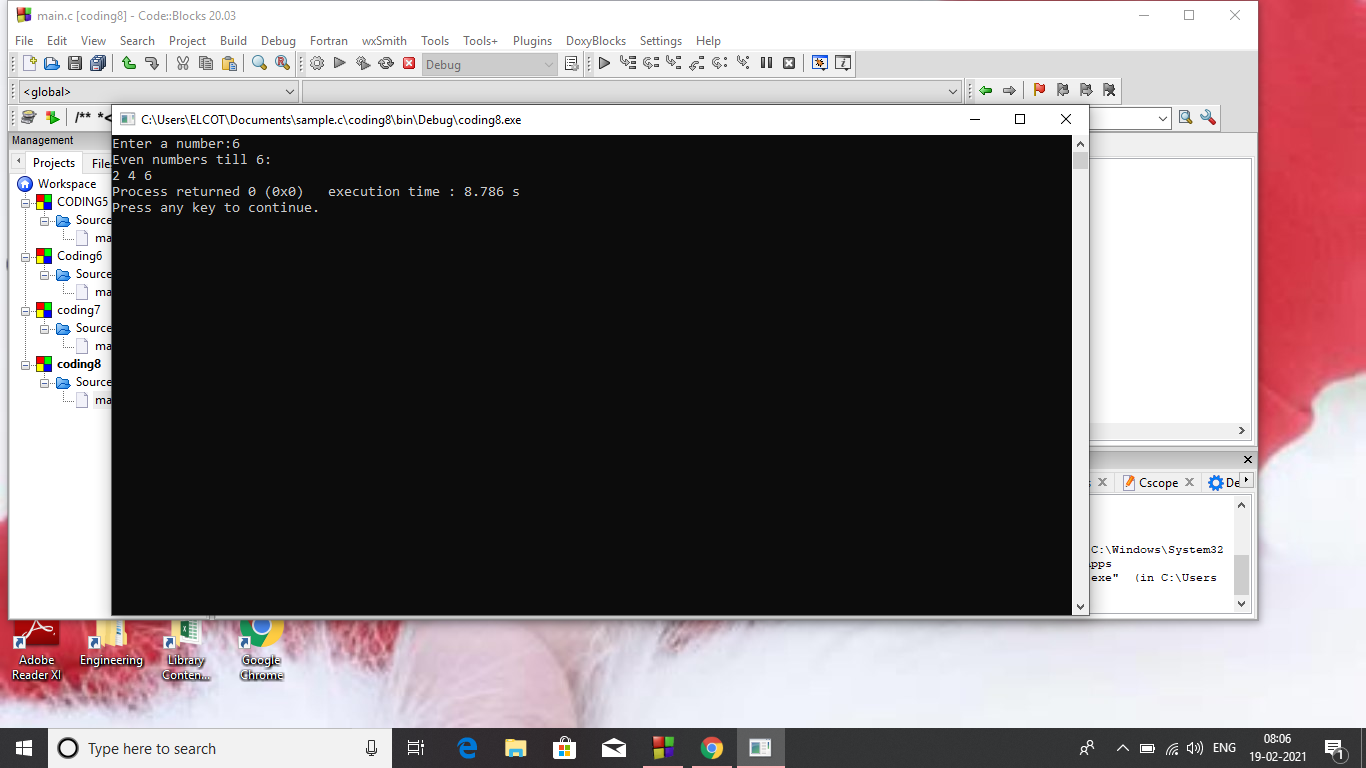 main.c [coding8] - Code::Blocks 20.03
File Edit View Search Project Build Debug Fortran wxSmith Tools Tools+ Plugins DoxyBlocks Settings Help
Debug
<global>
/** *<
C:\Users\ELCOT\Documents\sample.c\coding8\bin\Debug\coding8.exe
Enter a number:6
Even numbers till 6:
2 4 6
Process returned 0 (0x0)   execution time : 8.786 s
Press any key to continue.
Management
Projects File
Workspace
CODING5
Source
ma
Coding6
Source
ma
coding7
Source
ma
coding8
Source
ma
s Cscope De
C:\Windows\System32
pps
exe"  (in C:\Users
Adobe Reader XI
Engineering
Library Conten...
Google Chrome
Type here to search
ENG
08:06
19-02-2021
1